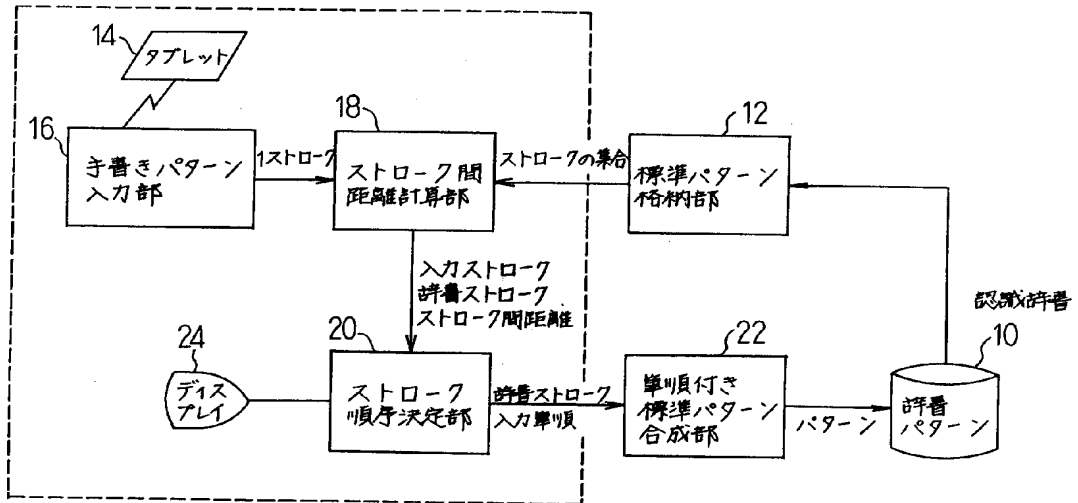 14
タブレット
16
手書きパターン
入力部
1ストローク
18
ストローク間
距離計算部
ストロークの集合
12
標準パターン
格納部
入力ストローク
辞書ストローク
ストローク間距離
認識辞書
10
辞書
パターン
24
ディス
プレイ
20
ストローク
順序決定部
辞書ストローク
入力筆順
22
筆順付き
標準パターン
合成部
パターン